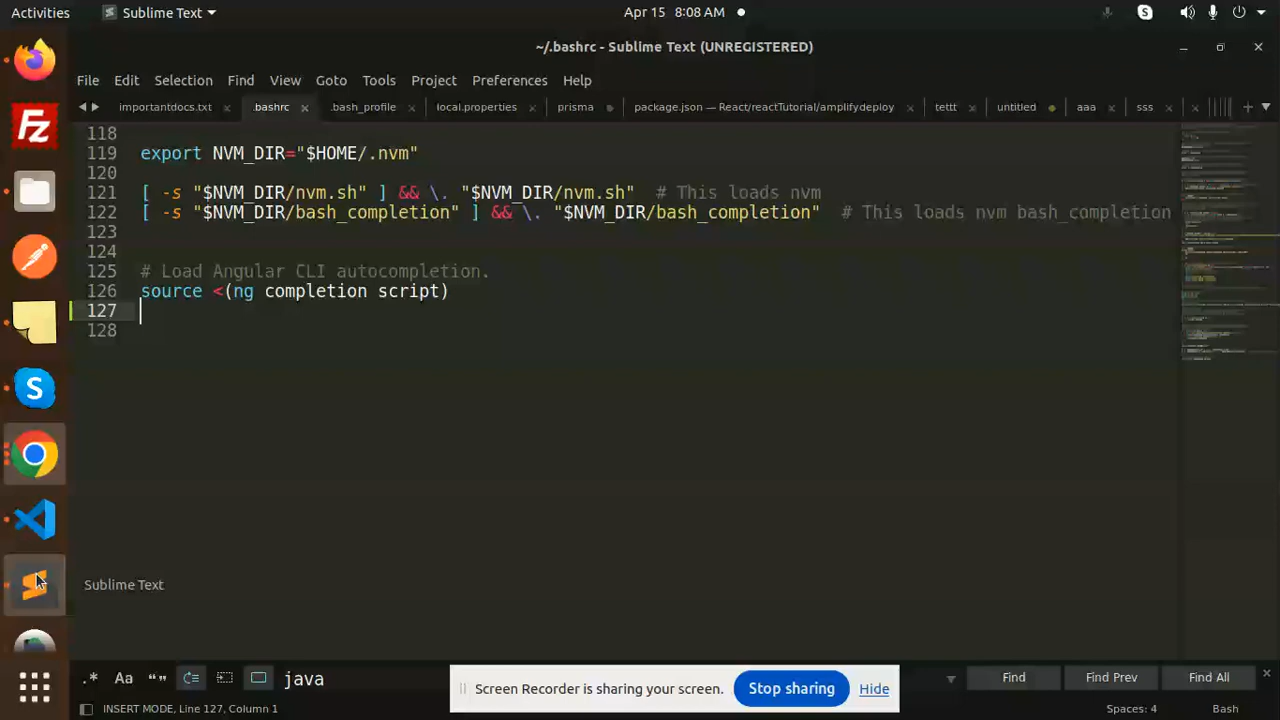 Activities
Sublime Text
Apr 15 8:08 AM
~/.bashrc - Sublime Text (UNREGISTERED)
File Edit Selection Find View Goto Tools Project Preferences Help
importantdocs.txt
.bashrc
.bash_profile
local.properties
prisma
package.json — React/reactTutorial/amplifydeploy
tettt
untitled
aaa
sss
118
119 export NVM_DIR="$HOME/.nvm"
120
121 [ -s "$NVM_DIR/nvm.sh" ] && \. "$NVM_DIR/nvm.sh"  # This loads nvm
122 [ -s "$NVM_DIR/bash_completion" ] && \. "$NVM_DIR/bash_completion"  # This loads nvm bash_completion
123
124
125 # Load Angular CLI autocompletion.
126 source <(ng completion script)
127
128
Sublime Text
.* Aa “” java
Screen Recorder is sharing your screen. Stop sharing Hide
Find Find Prev Find All
INSERT MODE, Line 127, Column 1
Spaces: 4
Bash